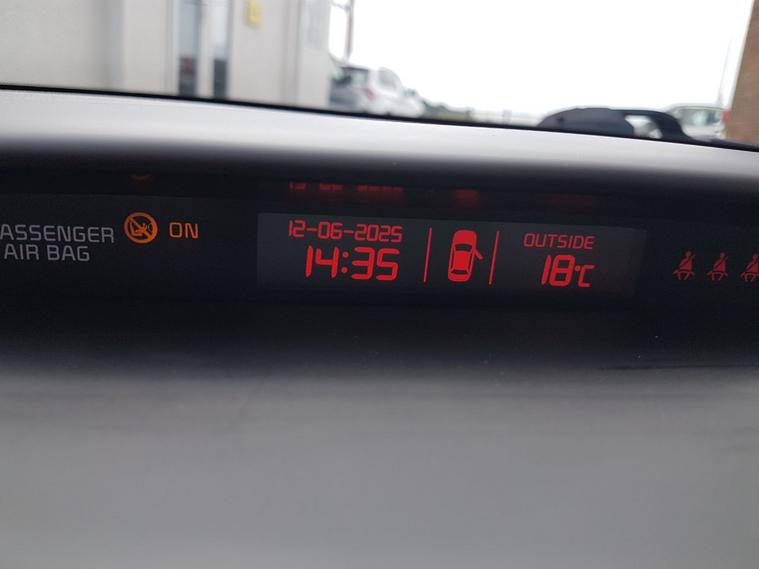 ASSENGER ON
AIR BAG
12-06-2025
14:35
OUTSIDE
18°C